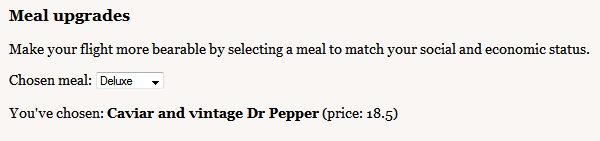 Meal upgrades
Make your flight more bearable by selecting a meal to match your social and economic status.
Chosen meal: Deluxe
You've chosen: Caviar and vintage Dr Pepper (price: 18.5)